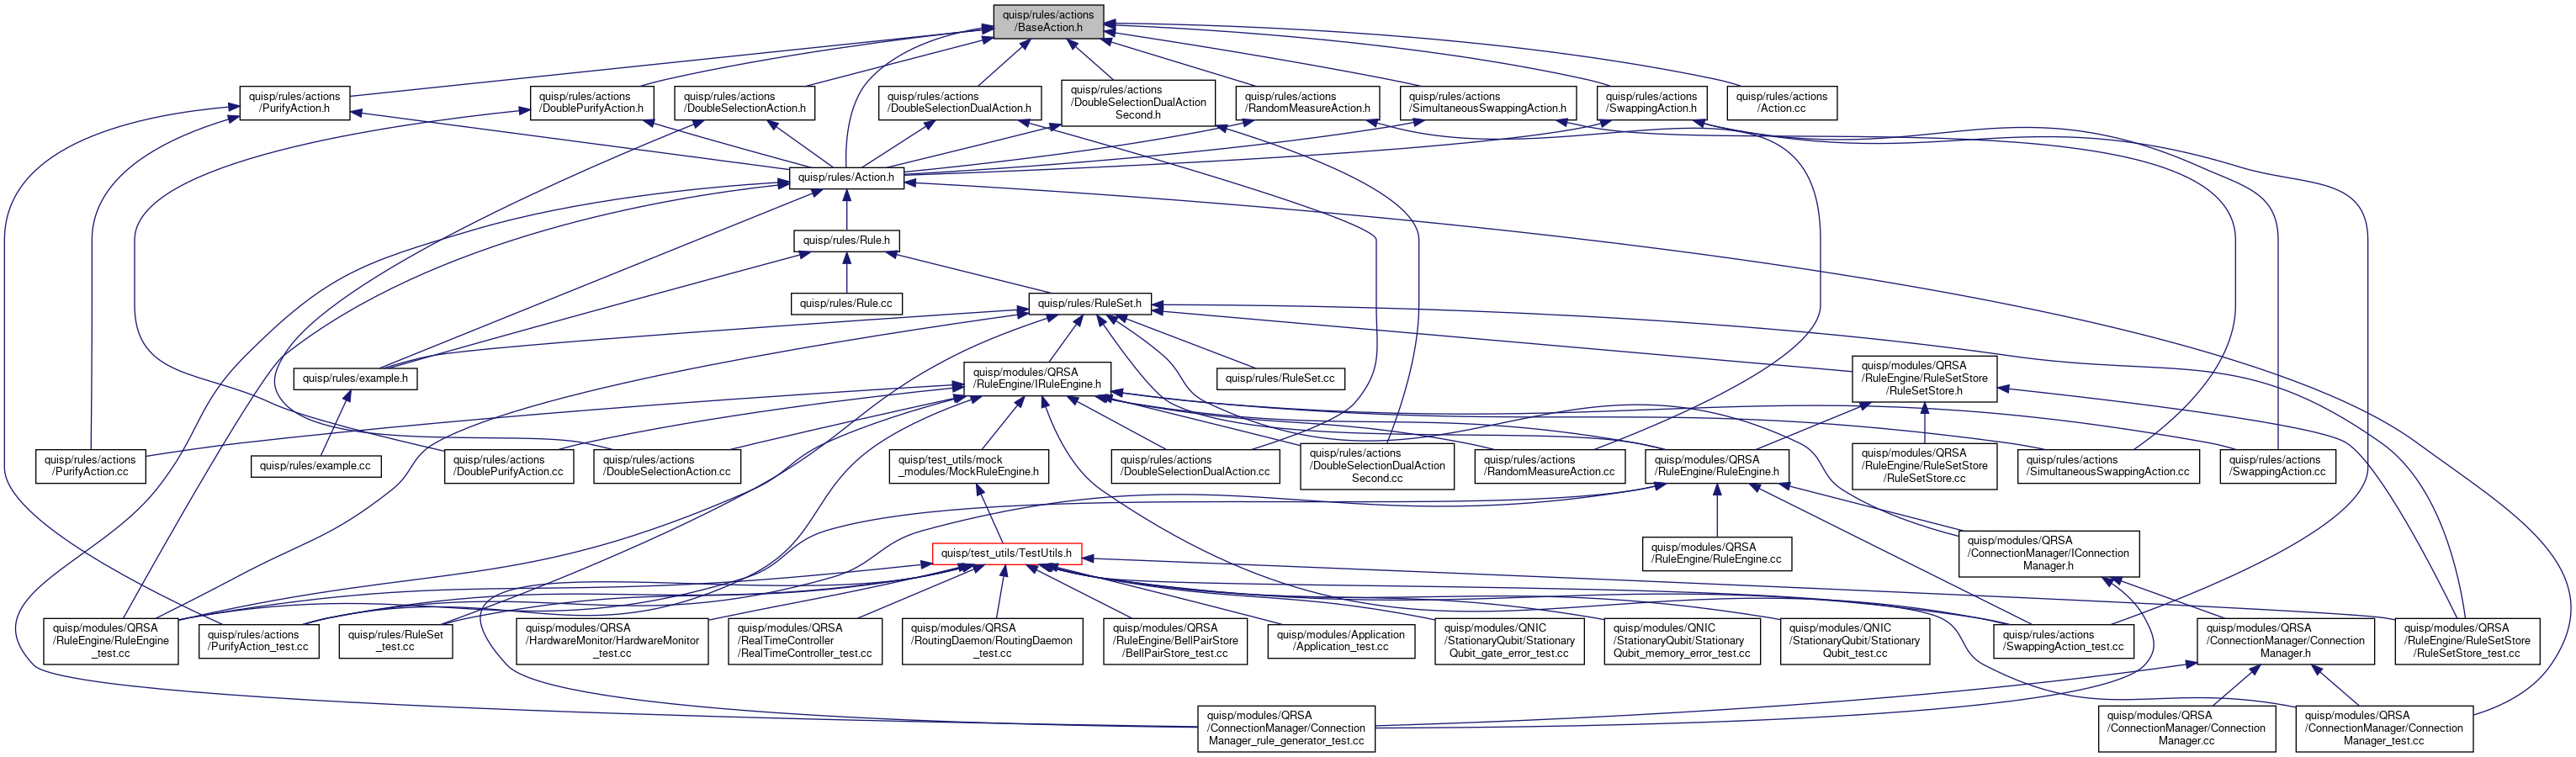 quisp/rules/actions
/BaseAction.h
quisp/rules/actions
/PurifyAction.h
quisp/rules/actions
/DoublePurifyAction.h
quisp/rules/actions
/DoubleSelectionAction.h
quisp/rules/actions
/DoubleSelectionDualAction.h
quisp/rules/actions
/DoubleSelectionDualAction
Second.h
quisp/rules/actions
/RandomMeasureAction.h
quisp/rules/actions
/SimultaneousSwappingAction.h
quisp/rules/actions
/SwappingAction.h
quisp/rules/actions
/Action.cc
quisp/rules/Action.h
quisp/rules/Rule.h
quisp/rules/Rule.cc
quisp/rules/RuleSet.h
quisp/rules/example.h
quisp/modules/QRSA
/RuleEngine/IRuleEngine.h
quisp/rules/RuleSet.cc
quisp/modules/QRSA
/RuleEngine/RuleSetStore
/RuleSetStore.h
quisp/rules/actions
/PurifyAction.cc
quisp/rules/example.cc
quisp/rules/actions
/DoublePurifyAction.cc
quisp/rules/actions
/DoubleSelectionAction.cc
quisp/test_utils/mock
_modules/MockRuleEngine.h
quisp/rules/actions
/DoubleSelectionDualAction.cc
quisp/rules/actions
/DoubleSelectionDualAction
Second.cc
quisp/rules/actions
/RandomMeasureAction.cc
quisp/modules/QRSA
/RuleEngine/RuleEngine.h
quisp/modules/QRSA
/RuleEngine/RuleSetStore
/RuleSetStore.cc
quisp/rules/actions
/SimultaneousSwappingAction.cc
quisp/rules/actions
/SwappingAction.cc
quisp/test_utils/TestUtils.h
quisp/modules/QRSA
/RuleEngine/RuleEngine.cc
quisp/modules/QRSA
/ConnectionManager/IConnection
Manager.h
quisp/modules/QRSA
/RuleEngine/RuleEngine
_test.cc
quisp/rules/actions
/PurifyAction_test.cc
quisp/rules/RuleSet
_test.cc
quisp/modules/QRSA
/HardwareMonitor/HardwareMonitor
_test.cc
quisp/modules/QRSA
/RealTimeController
/RealTimeController_test.cc
quisp/modules/QRSA
/RoutingDaemon/RoutingDaemon
_test.cc
quisp/modules/QRSA
/RuleEngine/BellPairStore
/BellPairStore_test.cc
quisp/modules/Application
/Application_test.cc
quisp/modules/QNIC
/StationaryQubit/Stationary
Qubit_gate_error_test.cc
quisp/modules/QNIC
/StationaryQubit/Stationary
Qubit_memory_error_test.cc
quisp/modules/QNIC
/StationaryQubit/Stationary
Qubit_test.cc
quisp/rules/actions
/SwappingAction_test.cc
quisp/modules/QRSA
/ConnectionManager/Connection
Manager.h
quisp/modules/QRSA
/RuleEngine/RuleSetStore
/RuleSetStore_test.cc
quisp/modules/QRSA
/ConnectionManager/Connection
Manager_rule_generator_test.cc
quisp/modules/QRSA
/ConnectionManager/Connection
Manager.cc
quisp/modules/QRSA
/ConnectionManager/Connection
Manager_test.cc